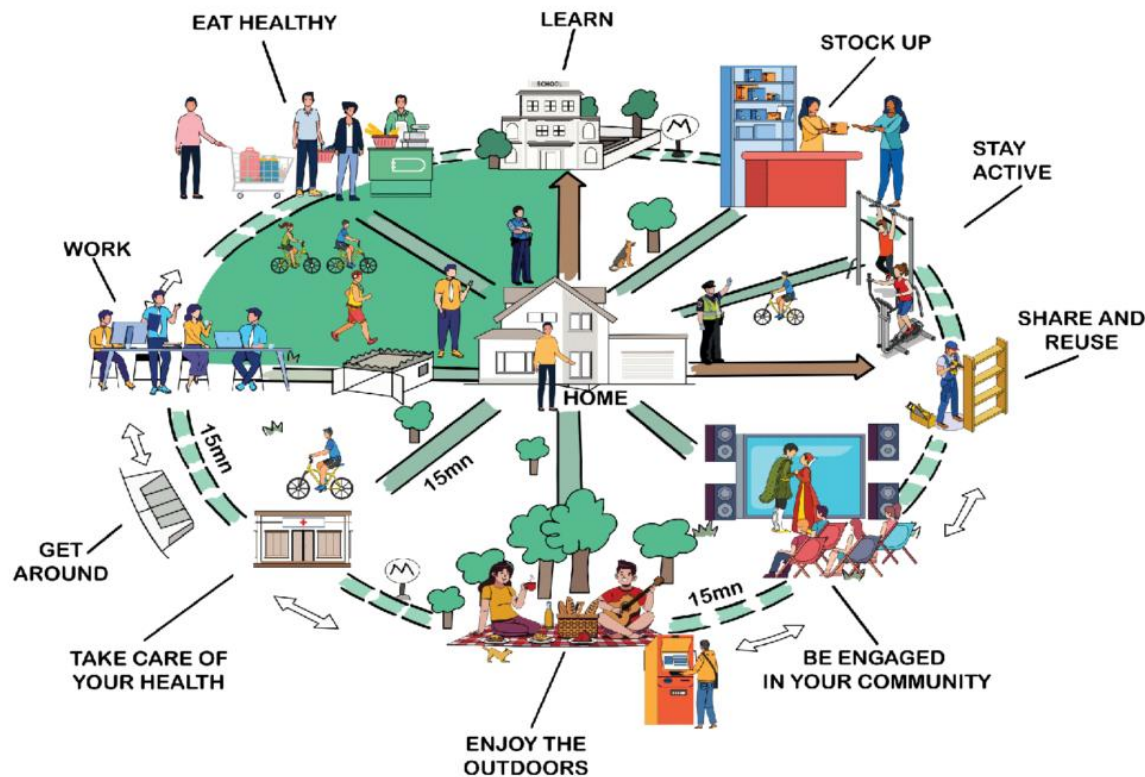 EAT HEALTHY
LEARN
STOCK UP
SCHOOL
M
STAY
ACTIVE
WORK
SHARE AND
REUSE
HOME
15mn
15mn
GET
AROUND
M
15mn
TAKE CARE OF
YOUR HEALTH
BE ENGAGED
IN YOUR COMMUNITY
ENJOY THE
OUTDOORS